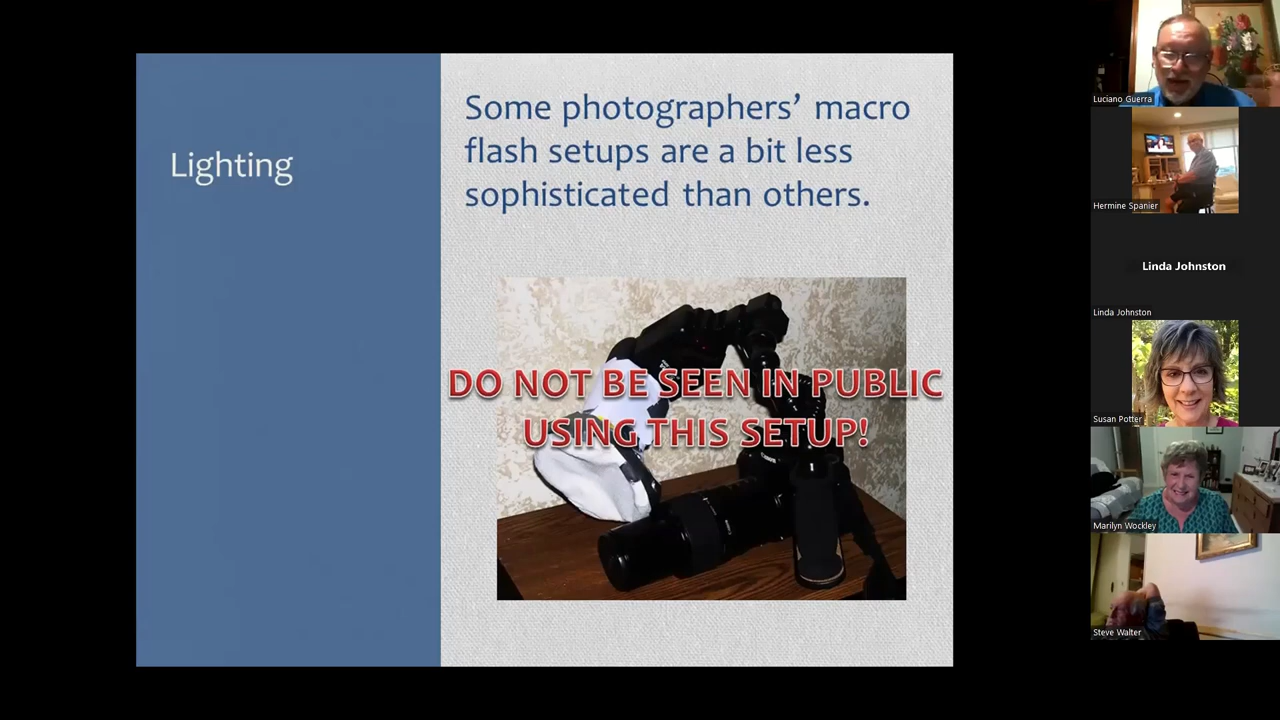 Lighting
Some photographers’ macro
flash setups are a bit less
sophisticated than others.
DO NOT BE SEEN IN PUBLIC
USING THIS SETUP!
Luciano Guerra
Hermine Spanier
Linda Johnston
Linda Johnston
Susan Potter
Marilyn Wockley
Steve Walter